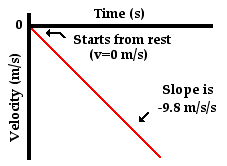 Time (s)
0
Starts from rest
(v=0 m/s)
Velocity (m/s)
Slope is
-9.8 m/s/s